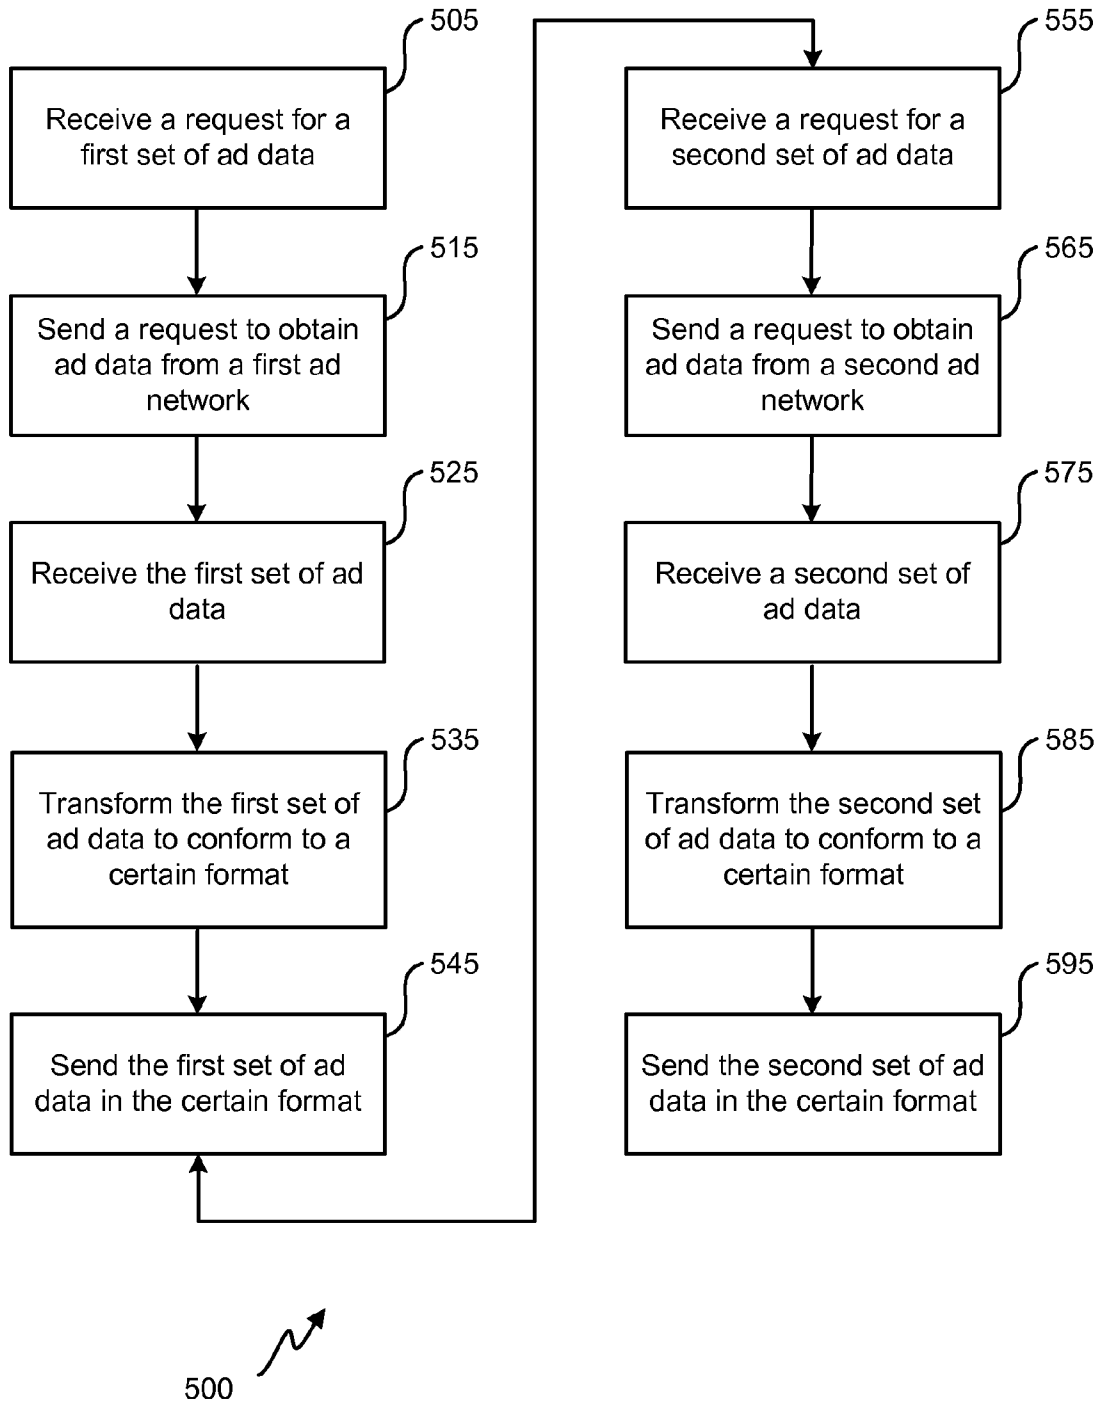 505
Receive a request for a
first set of ad data
515
Send a request to obtain
ad data from a first ad
network
525
Receive the first set of ad
data
535
Transform the first set of
ad data to conform to a
certain format
545
Send the first set of ad
data in the certain format
555
Receive a request for a
second set of ad data
565
Send a request to obtain
ad data from a second ad
network
575
Receive a second set of
ad data
585
Transform the second set
of ad data to conform to a
certain format
595
Send the second set of ad
data in the certain format
500